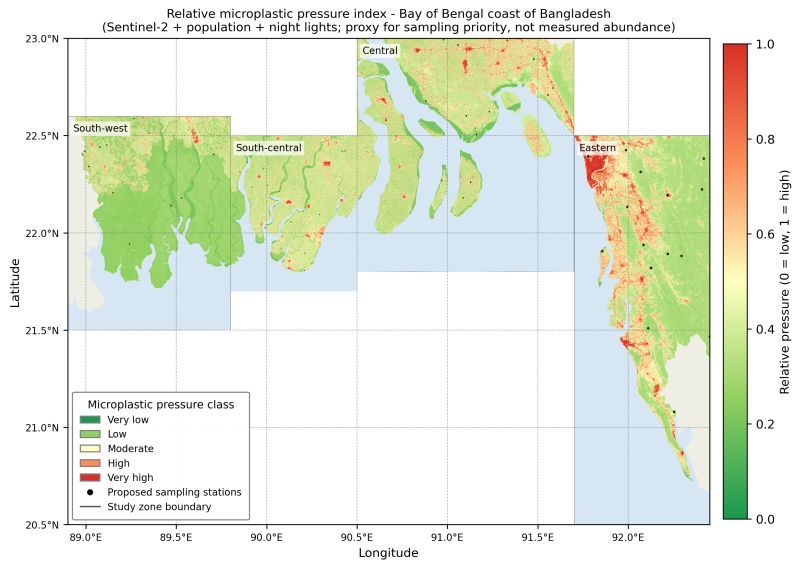 Relative microplastic pressure index - Bay of Bengal coast of Bangladesh
(Sentinel-2 + population + night lights; proxy for sampling priority, not measured abundance)
23.0°N
22.5°N
22.0°N
21.5°N
21.0°N
20.5°N
Latitude
South-west
South-central
Central
Eastern
Microplastic pressure class
Very low
Low
Moderate
High
Very high
Proposed sampling stations
Study zone boundary
89.0°E
89.5°E
90.0°E
90.5°E
91.0°E
91.5°E
92.0°E
Longitude
1.0
0.8
0.6
0.4
0.2
0.0
Relative pressure (0 = low, 1 = high)